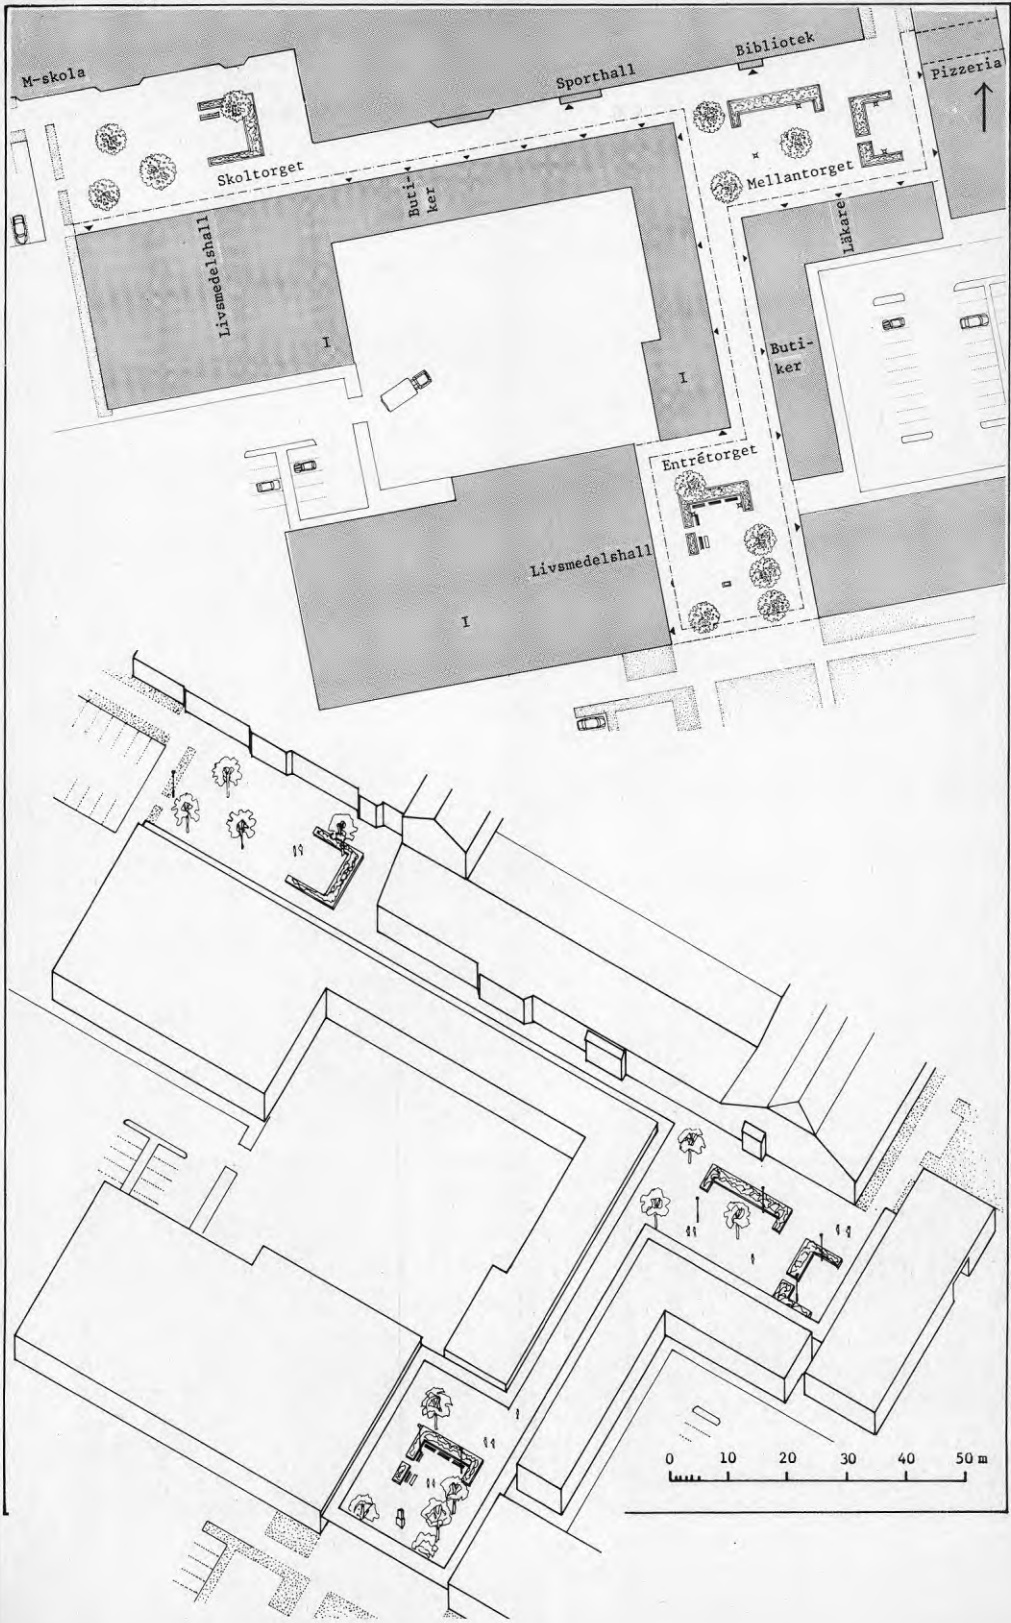 M-skola
Sporthall
Bibliotek
Pizzeria
Skoltorget
Mellantorget
Livsmedelshall
Buti-
ker
Läkare
I
Buti-
ker
I
Entrétorget
Livsmedelshall
I
0 10 20 30 40 50 m